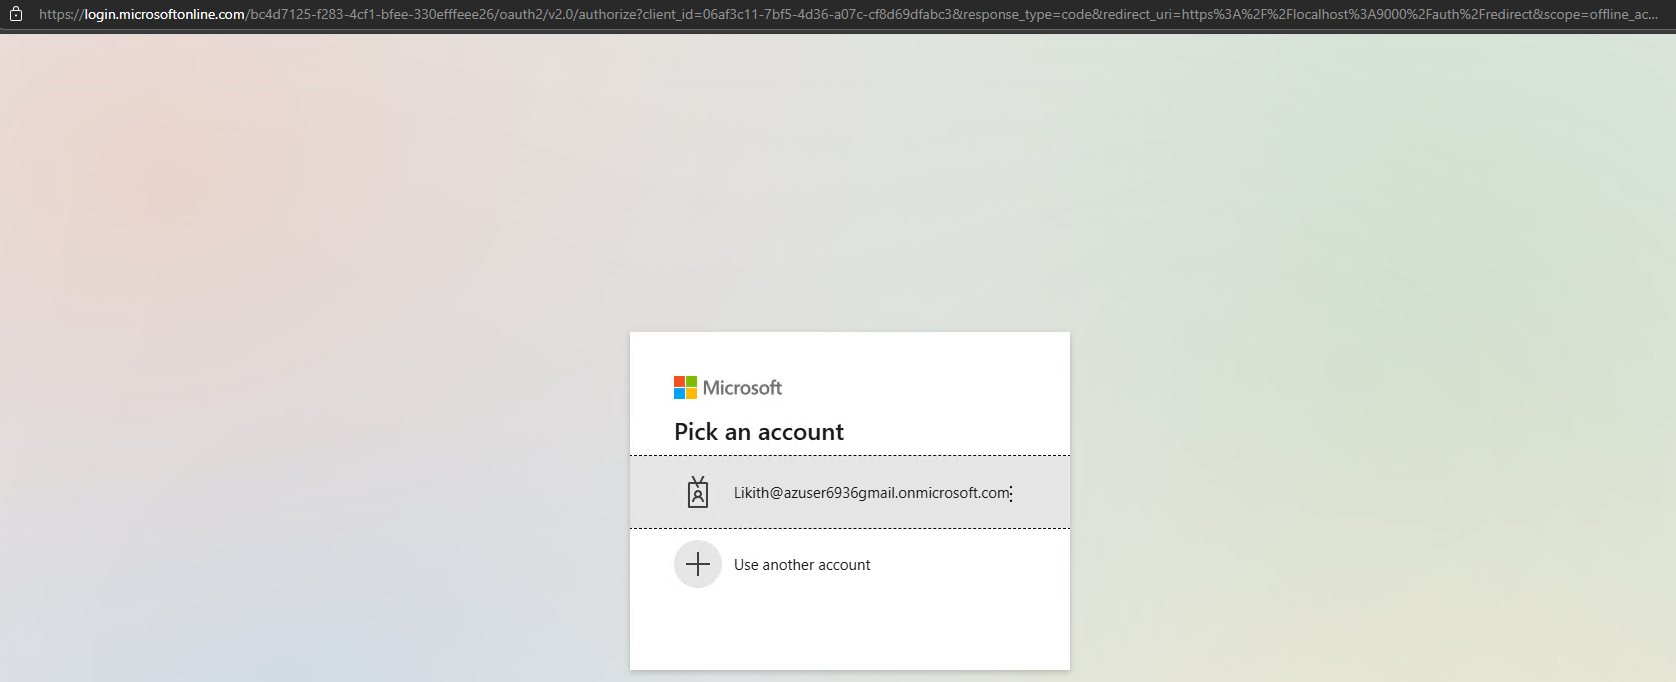 https://login.microsoftonline.com/bc4d7125-f283-4cf1-bfee-330efffeee26/oauth2/v2.0/authorize?client_id=06af3c11-7bf5-4d36-a07c-cf8d69dfabc3&response_type=code&redirect_uri=https%3A%2F%2Flocalhost%3A9000%2Fauth%2Fredirect&scope=offline_ac...
Microsoft
Pick an account
Likith@azuser6936gmail.onmicrosoft.com
Use another account